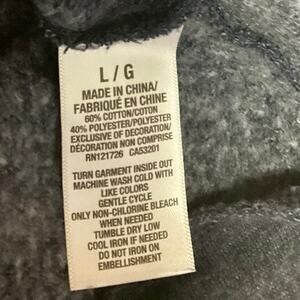 L / G
MADE IN CHINA/
FABRIQUÉ EN CHINE
60% COTTON/COTON
40% POLYESTER/POLYESTER
EXCLUSIVE OF DECORATION/
DÉCORATION NON COMPRISE
RN121726 CA53201
TURN GARMENT INSIDE OUT
MACHINE WASH COLD WITH
LIKE COLORS
GENTLE CYCLE
ONLY NON-CHLORINE BLEACH
WHEN NEEDED
TUMBLE DRY LOW
COOL IRON IF NEEDED
DO NOT IRON ON
EMBELLISHMENT